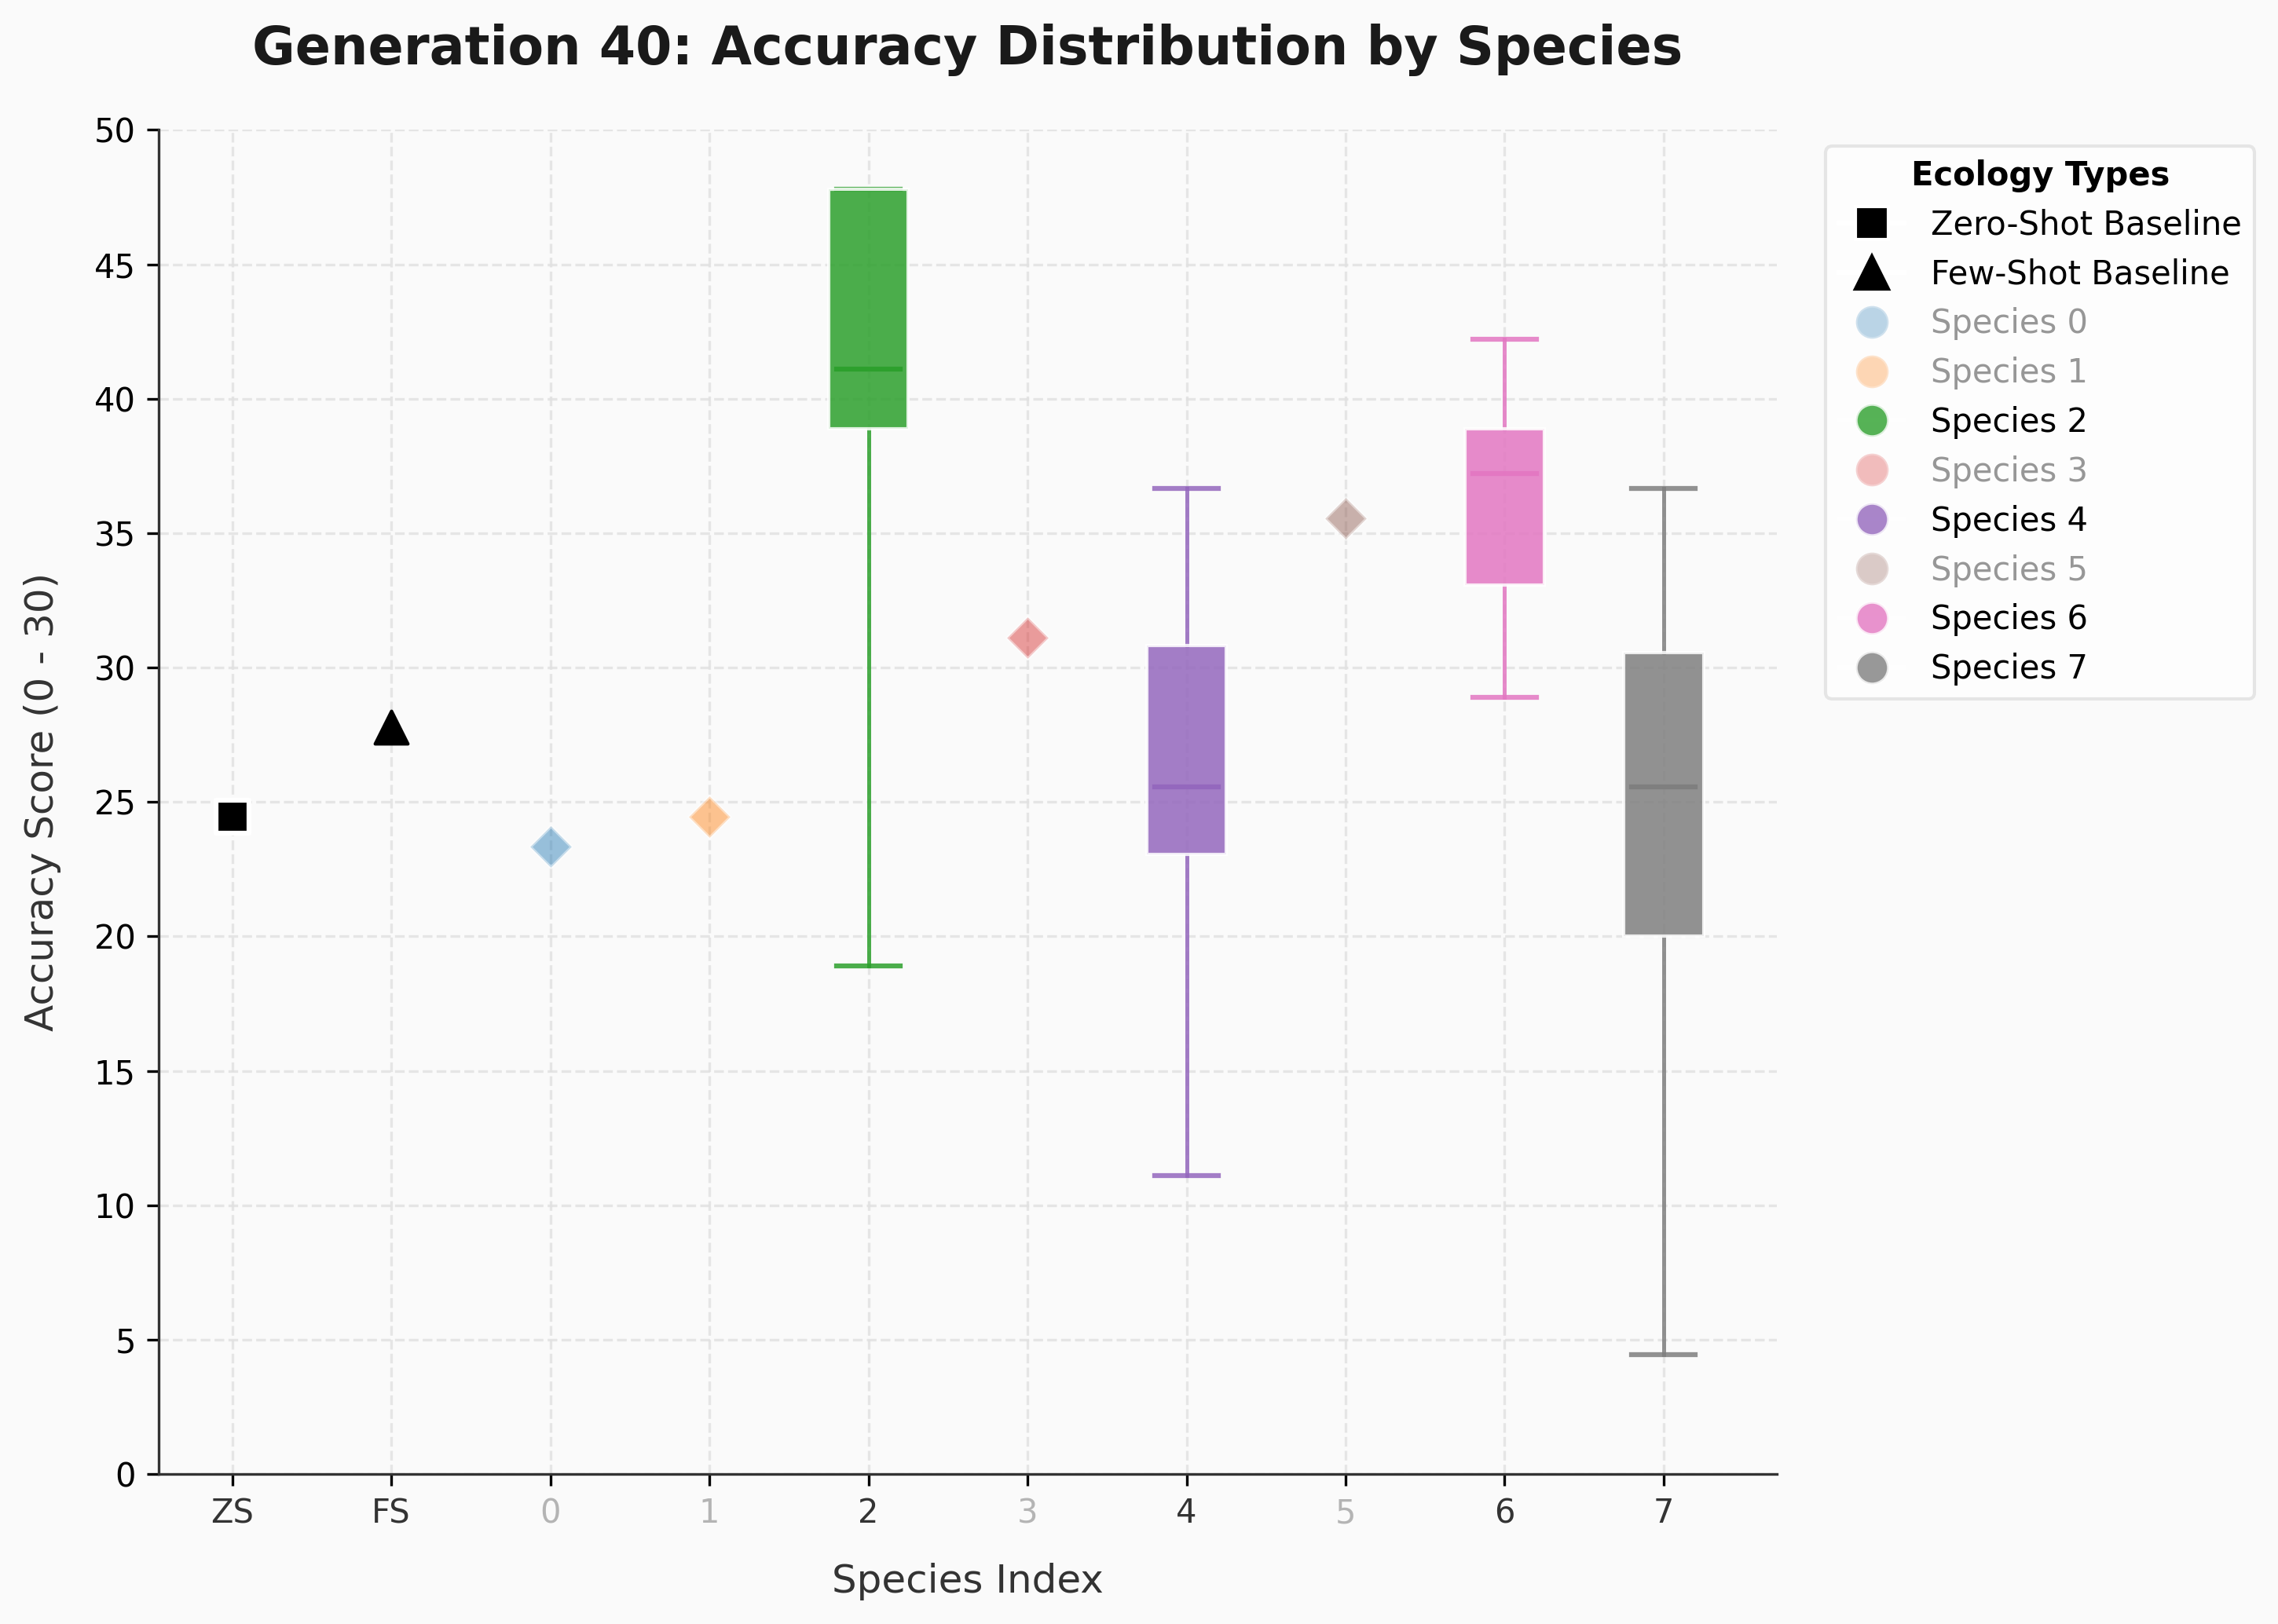 Generation 40: Accuracy Distribution by Species
50
45
40
35
30
25
20
15
10
5
0
Accuracy Score (0 - 30)
ZS FS 0 1 2 3 4 5 6 7
Species Index
Ecology Types
Zero-Shot Baseline
Few-Shot Baseline
Species 0
Species 1
Species 2
Species 3
Species 4
Species 5
Species 6
Species 7